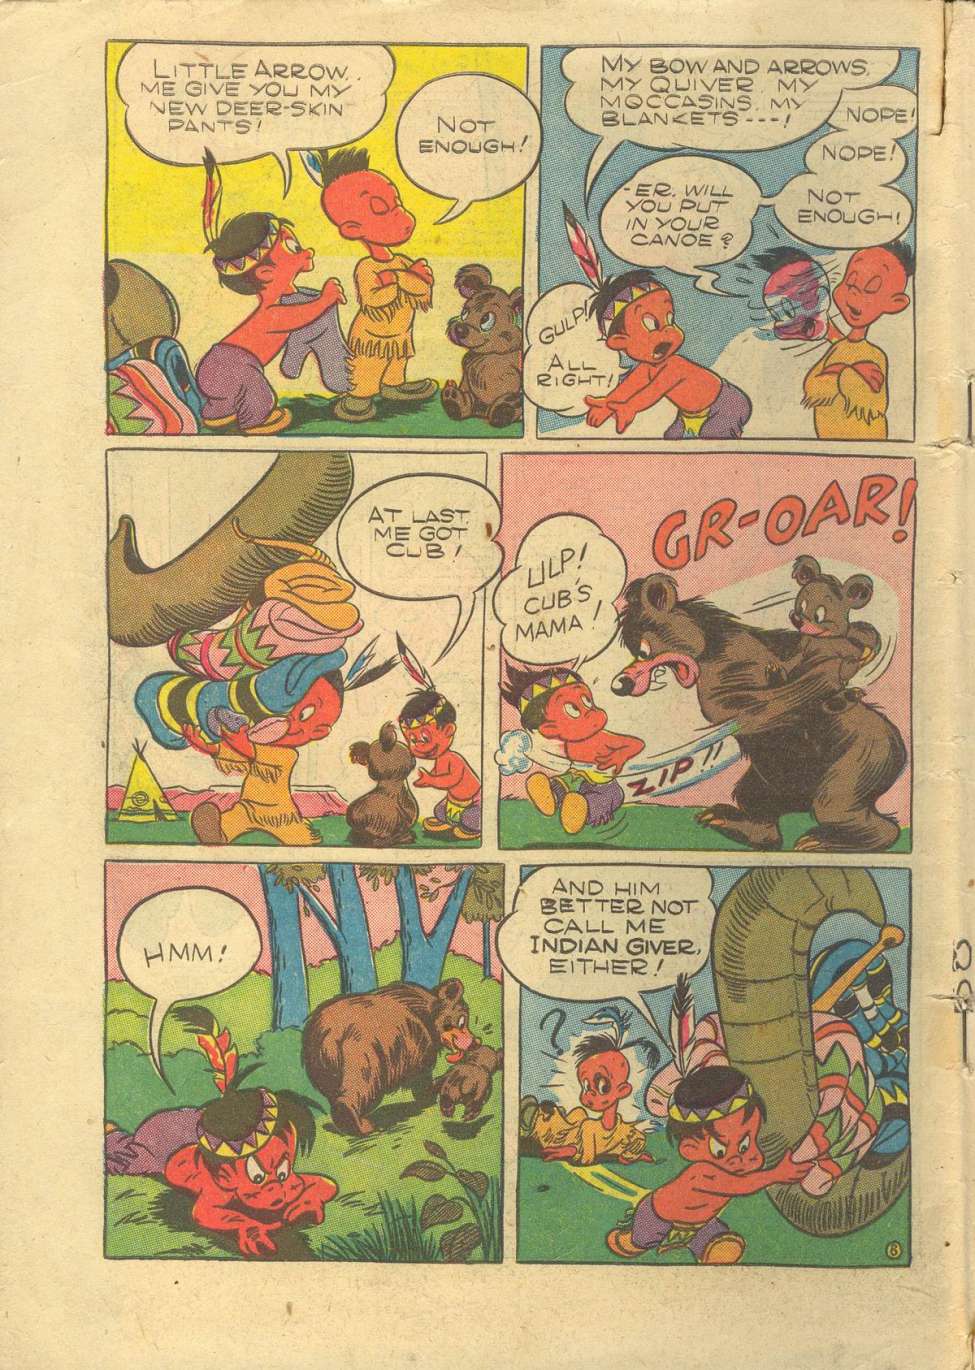 LITTLE ARROW,
ME GIVE YOU MY
NEW DEER-SKIN
PANTS!
NOT
ENOUGH!
MY BOW AND ARROWS,
MY QUIVER, MY
MOCCASINS, MY
BLANKETS----!
NOPE!
NOPE!
NOT
ENOUGH!
-ER, WILL
YOU PUT
IN YOUR
CANOE?
GULP!
ALL
RIGHT!
AT LAST,
ME GOT
CUB!
ULP!
CUB'S
MAMA!
GR-OAR!
ZIP!!
HMM!
AND HIM
BETTER NOT
CALL ME
INDIAN GIVER,
EITHER!
?
6